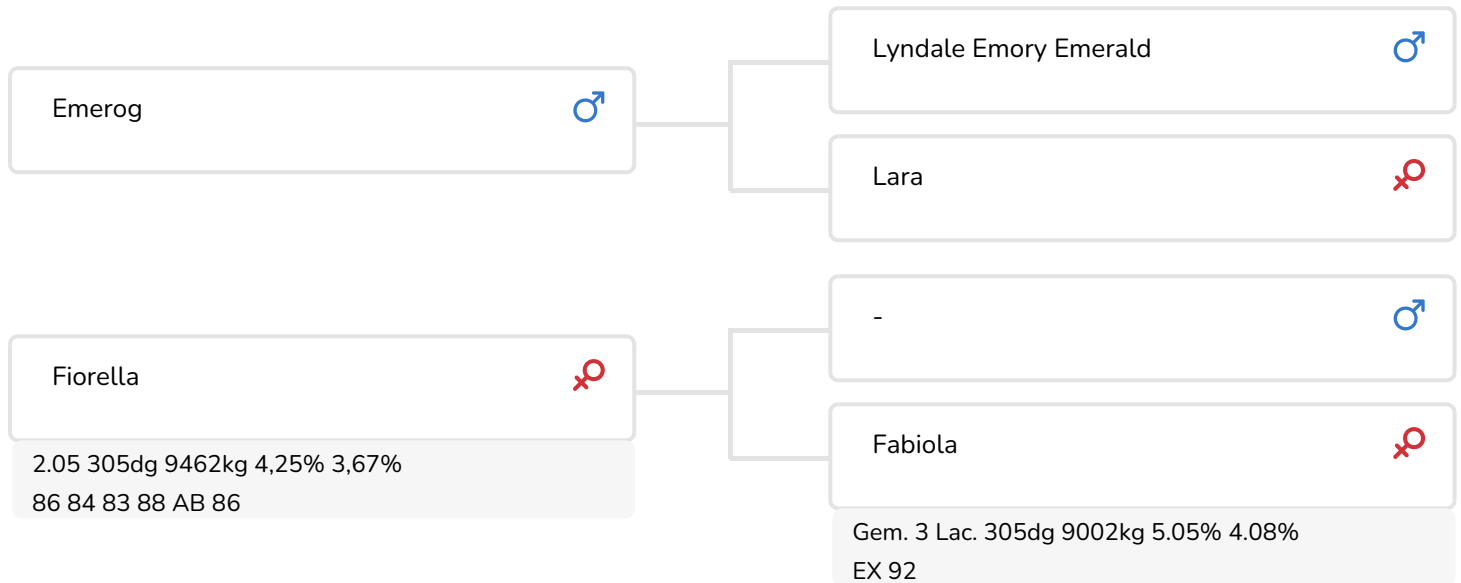 Emerog
Lyndale Emory Emerald
Lara
Fiorella
2.05 305dg 9462kg 4,25% 3,67%
86 84 83 88 AB 86
-
Fabiola
Gem. 3 Lac. 305dg 9002kg 5.05% 4.08%
EX 92